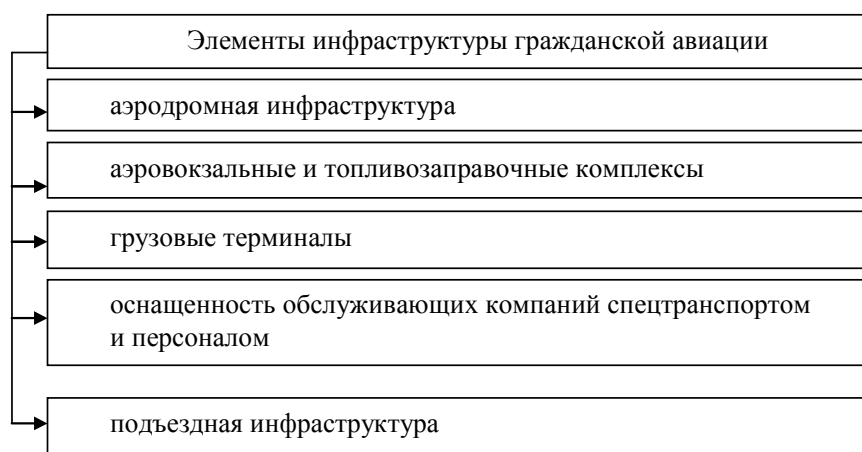 Элементы инфраструктуры гражданской авиации
аэродромная инфраструктура
аэровокзальные и топливозаправочные комплексы
грузовые терминалы
оснащенность обслуживающих компаний спецтранспортом
и персоналом
подъездная инфраструктура